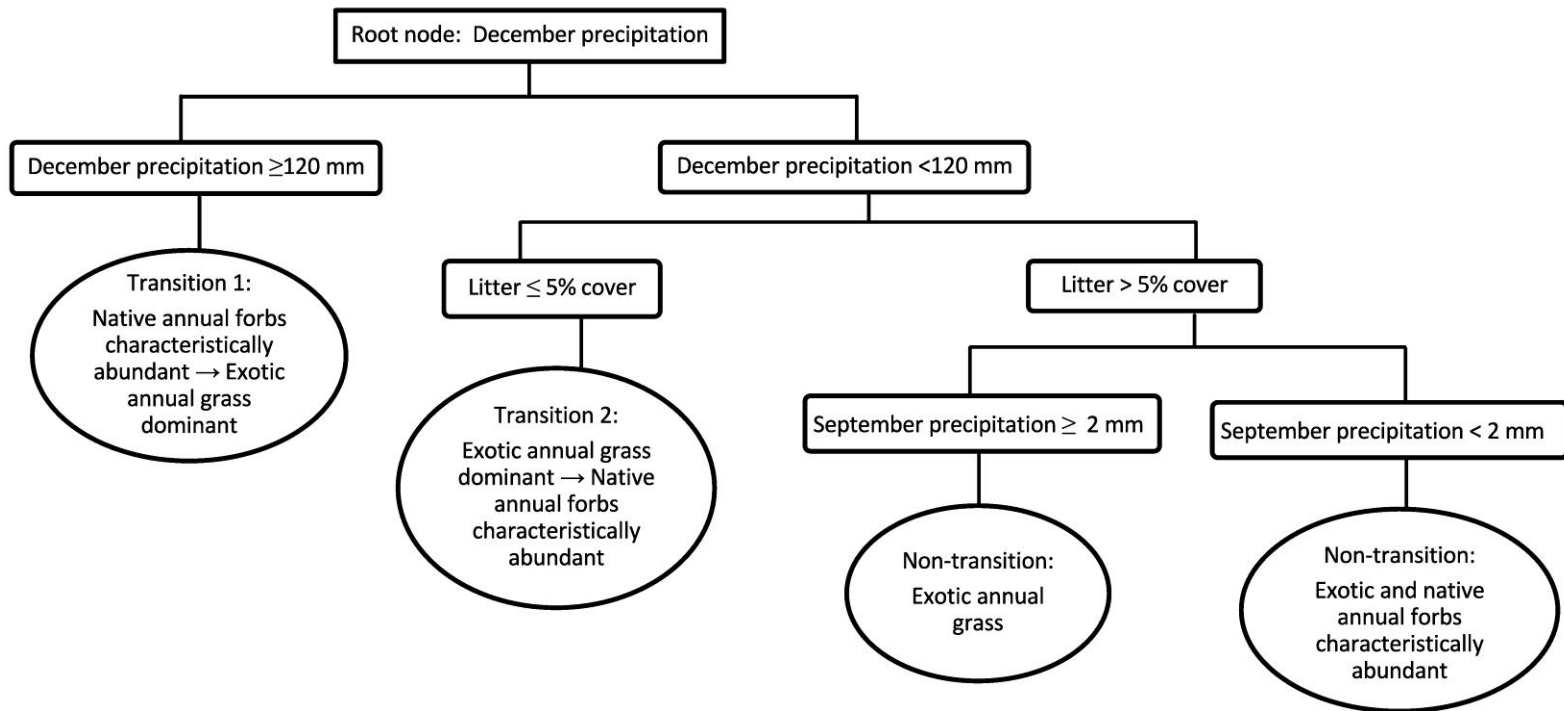 Root node:  December precipitation
December precipitation ≥120 mm
December precipitation <120 mm
Transition 1:
Native annual forbs
characteristically
abundant → Exotic
annual grass
dominant
Litter ≤ 5% cover
Litter > 5% cover
Transition 2:
Exotic annual grass
dominant → Native
annual forbs
characteristically
abundant
September precipitation ≥  2 mm
September precipitation < 2 mm
Non-transition:
Exotic annual
grass
Non-transition:
Exotic and native
annual forbs
characteristically
abundant